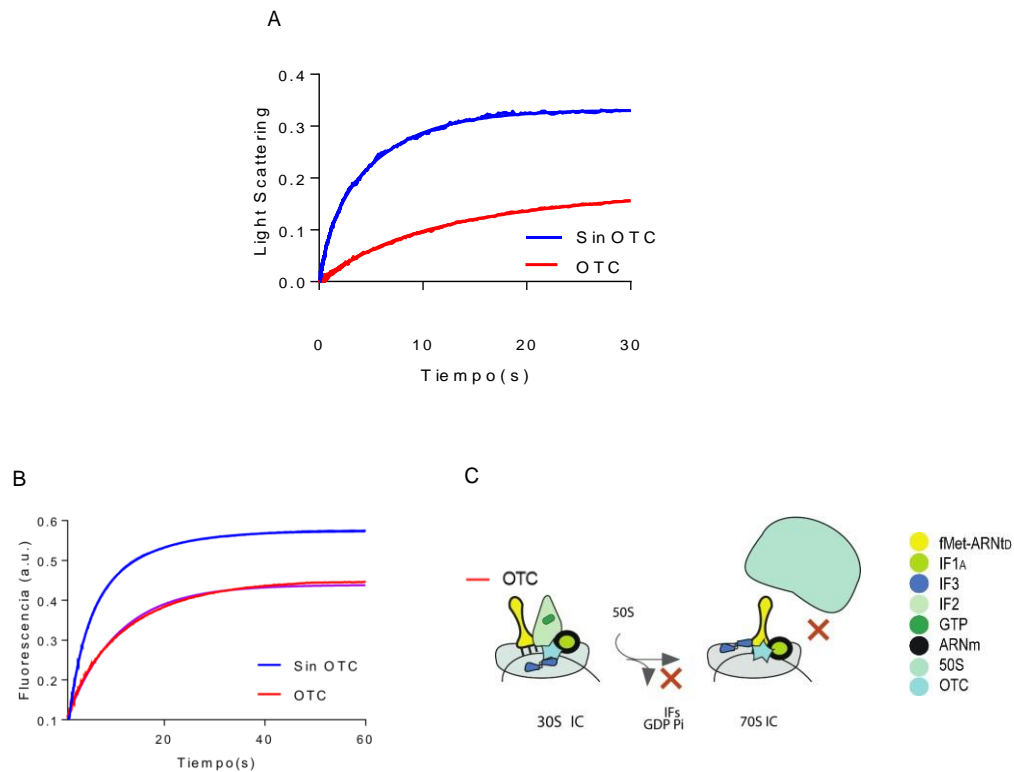 A
0.4
0.3
0.2
0.1
0.0
Light Scattering
Sin OTC
OTC
0 10 20 30
Tiempo(s)
B
0.6
0.5
0.4
0.3
0.1
Fluorescencia (a.u.)
Sin OTC
OTC
20 40 60
Tiempo(s)
C
OTC
50S
IFs
GDP Pi
30S IC
70S IC
fMet-ARNtD
IF1A
IF3
IF2
GTP
ARNm
50S
OTC